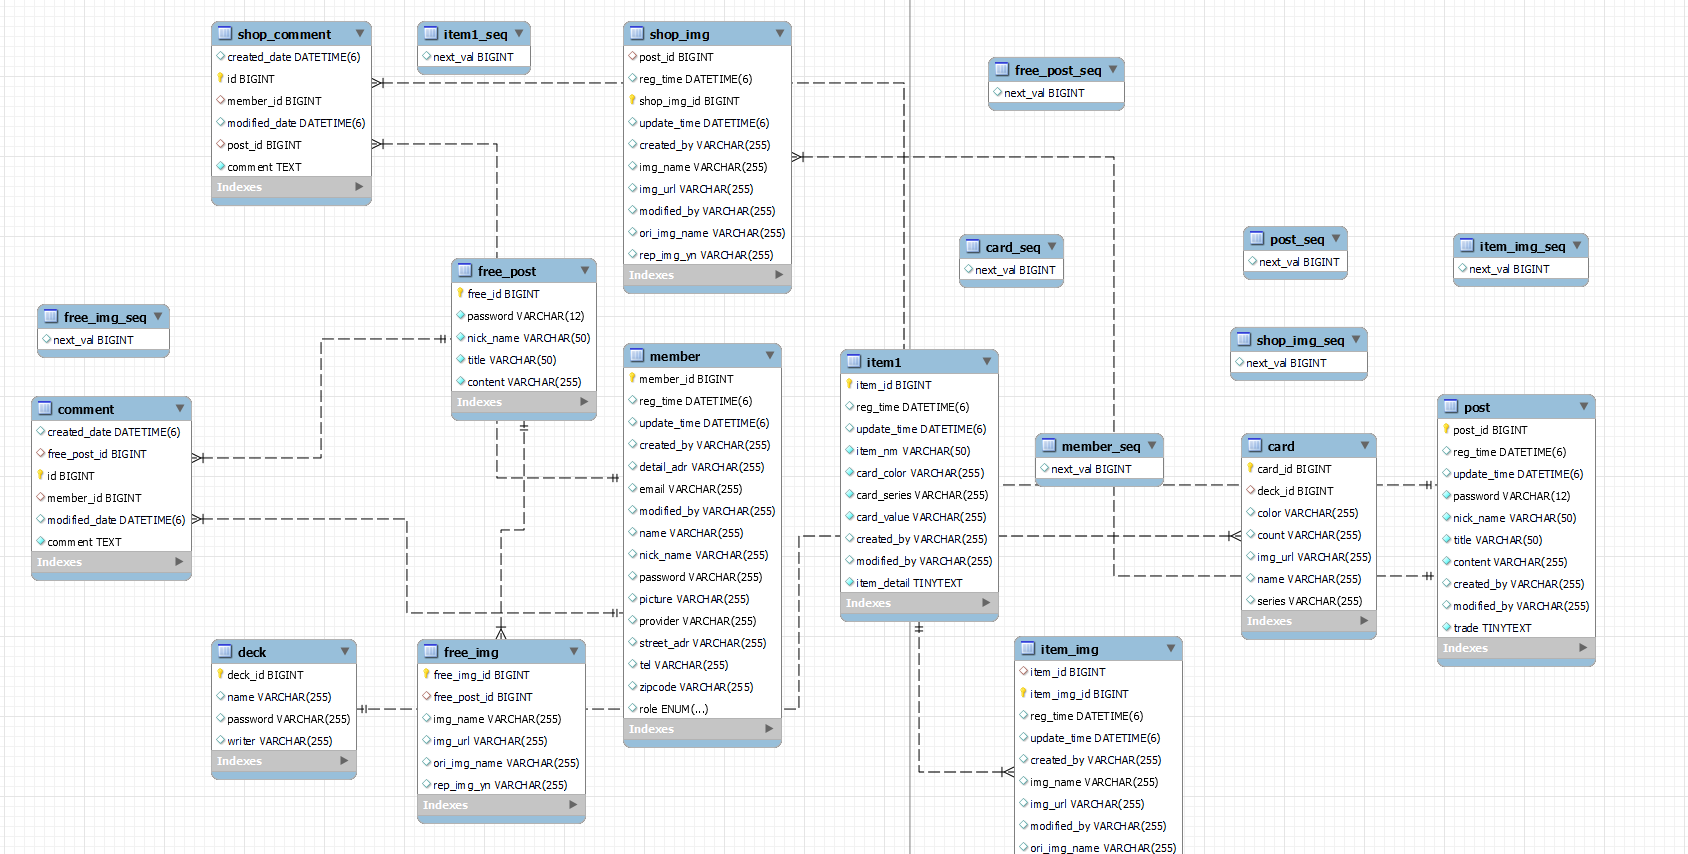 shop_comment
created_date DATETIME(6)
id BIGINT
member_id BIGINT
modified_date DATETIME(6)
post_id BIGINT
comment TEXT
Indexes
item1_seq
next_val BIGINT
shop_img
post_id BIGINT
reg_time DATETIME(6)
shop_img_id BIGINT
update_time DATETIME(6)
created_by VARCHAR(255)
img_name VARCHAR(255)
img_url VARCHAR(255)
modified_by VARCHAR(255)
ori_img_name VARCHAR(255)
rep_img_yn VARCHAR(255)
Indexes
free_post_seq
next_val BIGINT
card_seq
next_val BIGINT
post_seq
next_val BIGINT
item_img_seq
next_val BIGINT
free_post
free_id BIGINT
password VARCHAR(12)
nick_name VARCHAR(50)
title VARCHAR(50)
content VARCHAR(255)
Indexes
free_img_seq
next_val BIGINT
shop_img_seq
next_val BIGINT
comment
created_date DATETIME(6)
free_post_id BIGINT
id BIGINT
member_id BIGINT
modified_date DATETIME(6)
comment TEXT
Indexes
member
member_id BIGINT
reg_time DATETIME(6)
update_time DATETIME(6)
created_by VARCHAR(255)
detail_adr VARCHAR(255)
email VARCHAR(255)
modified_by VARCHAR(255)
name VARCHAR(255)
nick_name VARCHAR(255)
password VARCHAR(255)
picture VARCHAR(255)
provider VARCHAR(255)
street_adr VARCHAR(255)
tel VARCHAR(255)
zipcode VARCHAR(255)
role ENUM(...)
Indexes
item1
item_id BIGINT
reg_time DATETIME(6)
update_time DATETIME(6)
item_nm VARCHAR(50)
card_color VARCHAR(255)
card_series VARCHAR(255)
card_value VARCHAR(255)
created_by VARCHAR(255)
modified_by VARCHAR(255)
item_detail TINYTEXT
Indexes
member_seq
next_val BIGINT
card
card_id BIGINT
deck_id BIGINT
color VARCHAR(255)
count VARCHAR(255)
img_url VARCHAR(255)
name VARCHAR(255)
series VARCHAR(255)
Indexes
post
post_id BIGINT
reg_time DATETIME(6)
update_time DATETIME(6)
password VARCHAR(12)
nick_name VARCHAR(50)
title VARCHAR(50)
content VARCHAR(255)
created_by VARCHAR(255)
modified_by VARCHAR(255)
trade TINYTEXT
Indexes
deck
deck_id BIGINT
name VARCHAR(255)
password VARCHAR(255)
writer VARCHAR(255)
Indexes
free_img
free_img_id BIGINT
free_post_id BIGINT
img_name VARCHAR(255)
img_url VARCHAR(255)
ori_img_name VARCHAR(255)
rep_img_yn VARCHAR(255)
Indexes
item_img
item_id BIGINT
item_img_id BIGINT
reg_time DATETIME(6)
update_time DATETIME(6)
created_by VARCHAR(255)
img_name VARCHAR(255)
img_url VARCHAR(255)
modified_by VARCHAR(255)
ori_img_name VARCHAR(255)